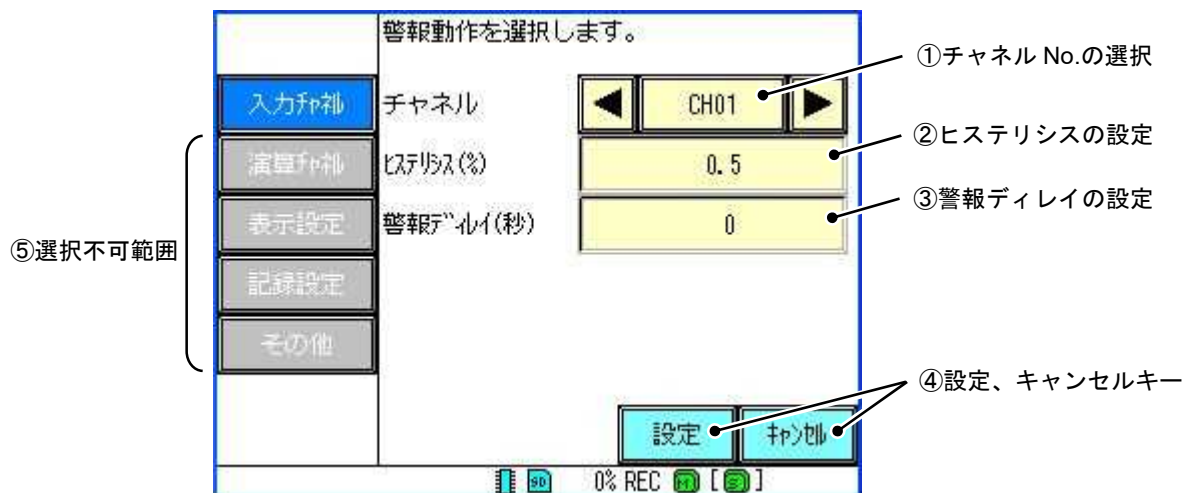 警報動作を選択します。
①チャネル No.の選択
入力ﾁｬﾈﾙ
チャネル
CH01
②ヒステリシスの設定
演算ﾁｬﾈﾙ
ﾋｽﾃﾘｼｽ(%)
0.5
③警報ディレイの設定
表示設定
警報ﾃﾞｨﾚｲ(秒)
0
⑤選択不可範囲
記録設定
その他
④設定、キャンセルキー
設定
ｷｬﾝｾﾙ
SD
0% REC M [S]